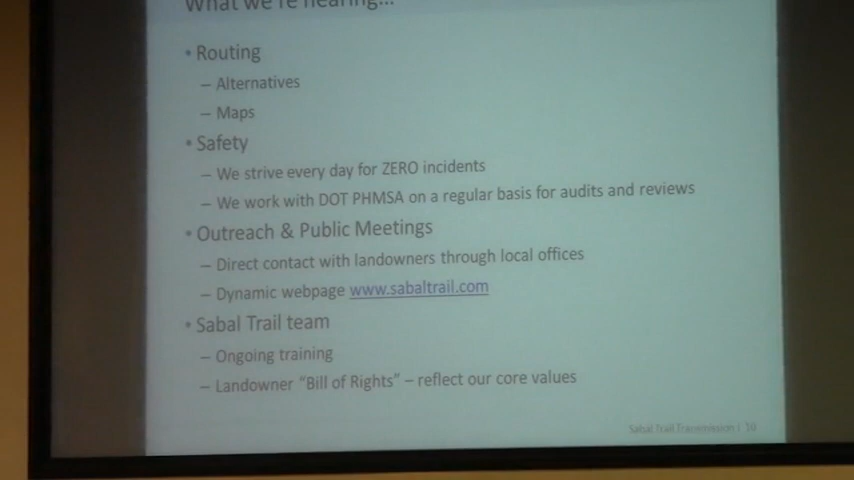 What we're hearing...
• Routing
– Alternatives
– Maps
• Safety
– We strive every day for ZERO incidents
– We work with DOT PHMSA on a regular basis for audits and reviews
• Outreach & Public Meetings
– Direct contact with landowners through local offices
– Dynamic webpage www.sabaltrail.com
• Sabal Trail team
– Ongoing training
– Landowner "Bill of Rights" – reflect our core values
Sabal Trail Transmission |